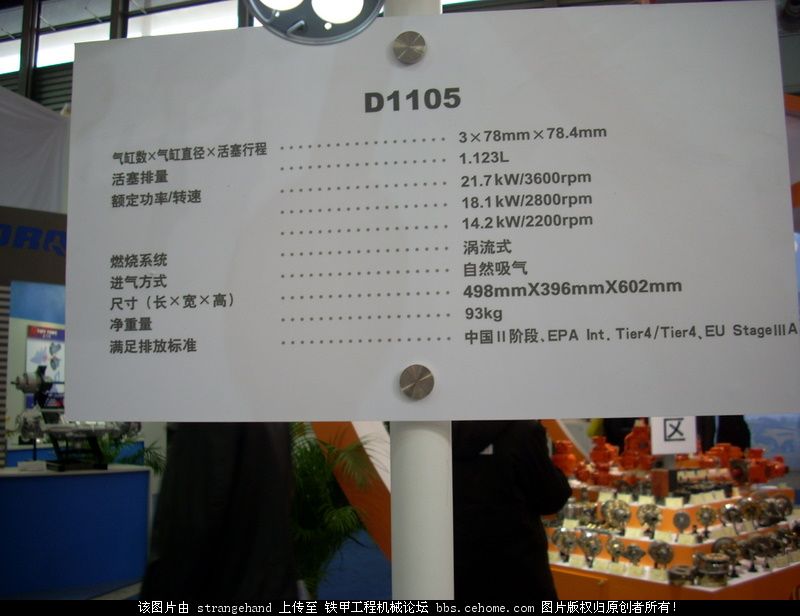 D1105
气缸数×气缸直径×活塞行程 ・・・・・・・・・・・・・・・・・ 3×78mm×78.4mm
活塞排量 ・・・・・・・・・・・・・・・・・ 1.123L
额定功率/转速 ・・・・・・・・・・・・・・・・・ 21.7kW/3600rpm
・・・・・・・・・・・・・・・・・ 18.1kW/2800rpm
・・・・・・・・・・・・・・・・・ 14.2kW/2200rpm
燃烧系统 ・・・・・・・・・・・・・・・・・ 涡流式
进气方式 ・・・・・・・・・・・・・・・・・ 自然吸气
尺寸（长×宽×高） ・・・・・・・・・・・・・・・・・ 498mmX396mmX602mm
净重量 ・・・・・・・・・・・・・・・・・ 93kg
满足排放标准 ・・・・・・・・・・・・・・・・・ 中国II阶段、EPA Int. Tier4/Tier4、EU StageIIIA
区
该图片由 strangehand 上传至 铁甲工程机械论坛 bbs.cehome.com 图片版权归原创者所有!